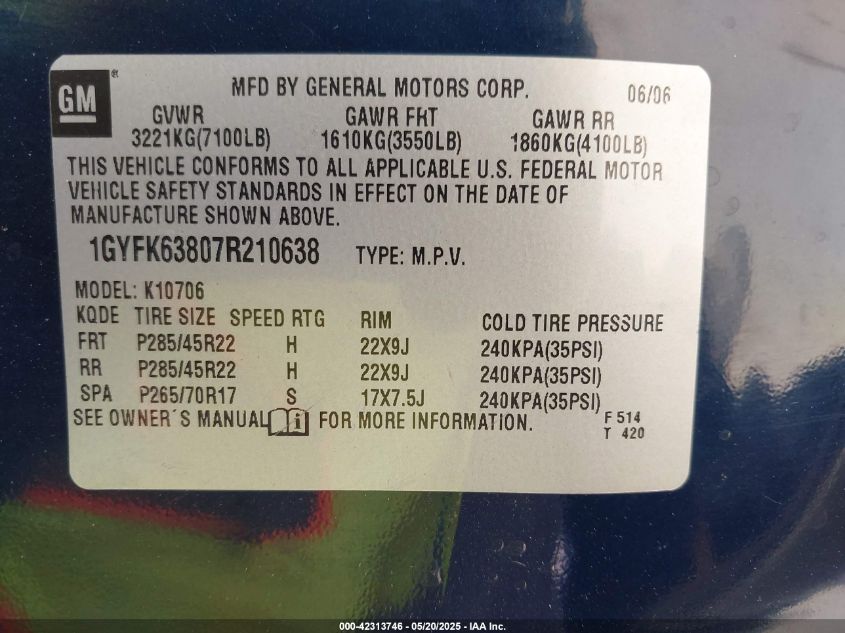 GM ®
MFD BY GENERAL MOTORS CORP. 06/06
GVWR GAWR FRT GAWR RR
3221KG(7100LB) 1610KG(3550LB) 1860KG(4100LB)
THIS VEHICLE CONFORMS TO ALL APPLICABLE U.S. FEDERAL MOTOR
VEHICLE SAFETY STANDARDS IN EFFECT ON THE DATE OF
MANUFACTURE SHOWN ABOVE.
1GYFK63807R210638 TYPE: M.P.V.
MODEL: K10706
KQDE TIRE SIZE SPEED RTG RIM COLD TIRE PRESSURE
FRT P285/45R22 H 22X9J 240KPA(35PSI)
RR P285/45R22 H 22X9J 240KPA(35PSI)
SPA P265/70R17 S 17X7.5J 240KPA(35PSI)
SEE OWNER'S MANUAL i FOR MORE INFORMATION. F 514
T 420
000-42313746 — 05/20/2025 — IAA Inc.